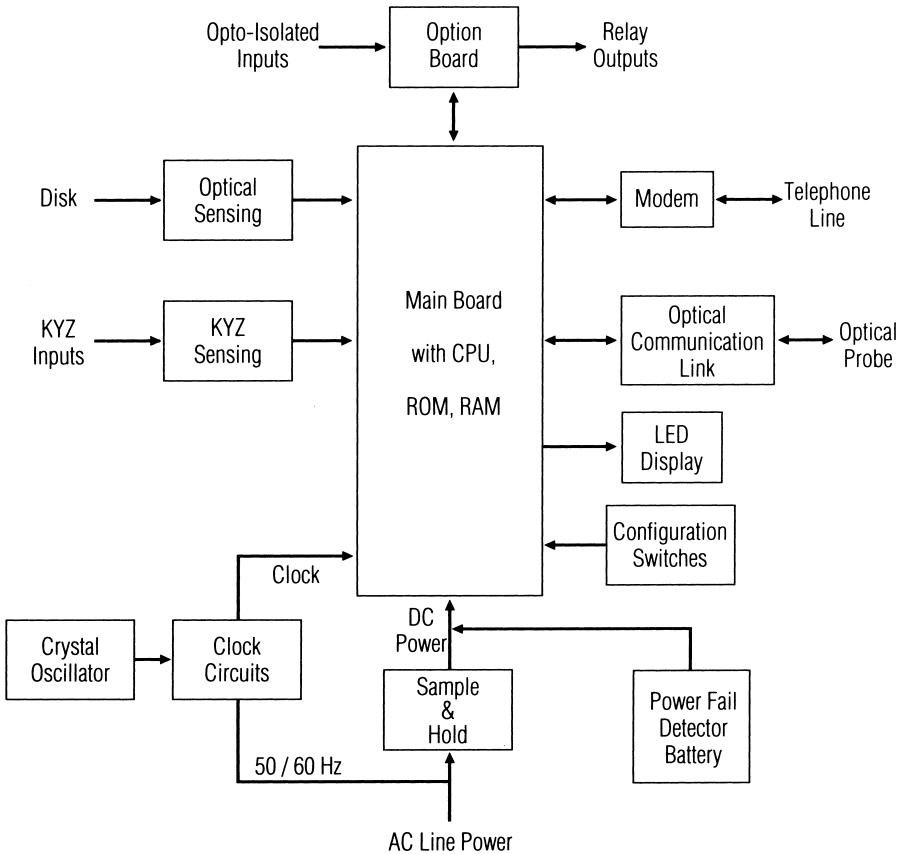 Opto-Isolated
Inputs
Option
Board
Relay
Outputs
Disk
Optical
Sensing
Modem
Telephone
Line
KYZ
Inputs
KYZ
Sensing
Main Board
with CPU,
ROM, RAM
Optical
Communication
Link
Optical
Probe
LED
Display
Configuration
Switches
Clock
DC
Power
Crystal
Oscillator
Clock
Circuits
Sample
&
Hold
Power Fail
Detector
Battery
50 / 60 Hz
AC Line Power